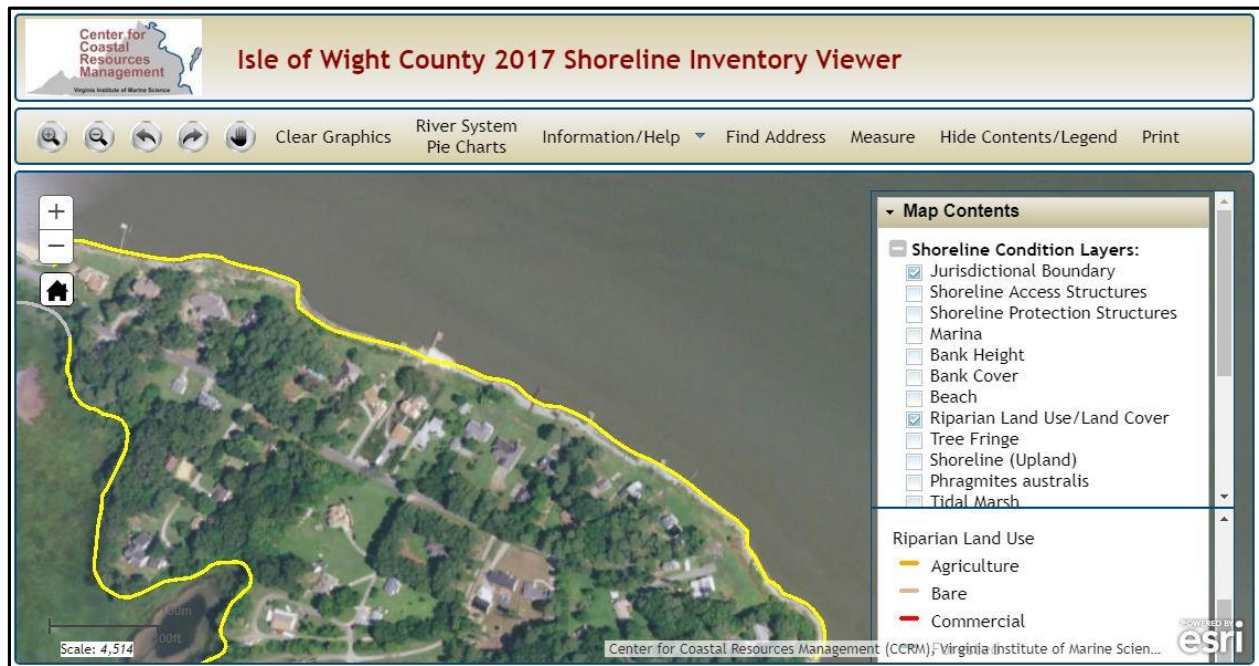 Center for
Coastal
Resources
Management
Virginia Institute of Marine Science
Isle of Wight County 2017 Shoreline Inventory Viewer
Clear Graphics
River System
Pie Charts
Information/Help
Find Address
Measure
Hide Contents/Legend
Print
Map Contents
Shoreline Condition Layers:
Jurisdictional Boundary
Shoreline Access Structures
Shoreline Protection Structures
Marina
Bank Height
Bank Cover
Beach
Riparian Land Use/Land Cover
Tree Fringe
Shoreline (Upland)
Phragmites australis
Tidal Marsh
Riparian Land Use
Agriculture
Bare
Commercial
100m
300ft
Scale: 4,514
Center for Coastal Resources Management (CCRM), Virginia Institute of Marine Scien...
POWERED BY
esri